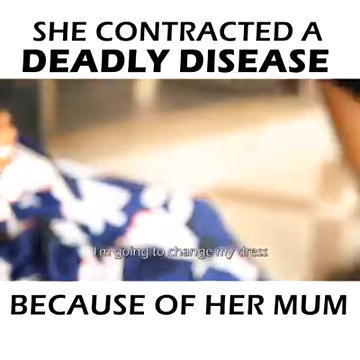 SHE CONTRACTED A
DEADLY DISEASE
I'm going to change my dress
BECAUSE OF HER MUM